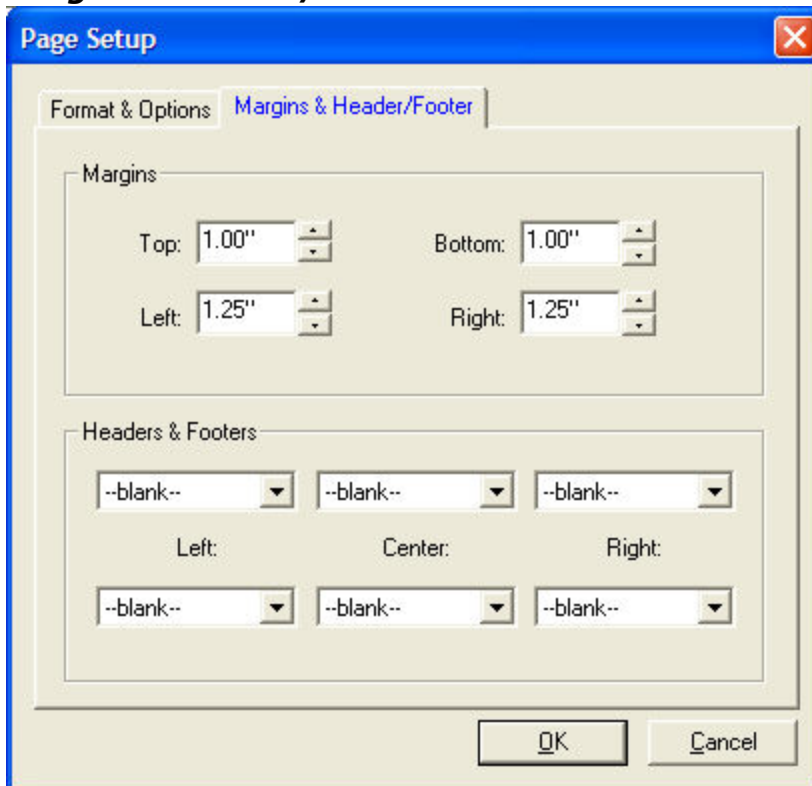 Page Setup
Format & Options Margins & Header/Footer
Margins
Top: 1.00" Bottom: 1.00"
Left: 1.25" Right: 1.25"
Headers & Footers
--blank-- --blank-- --blank--
Left: Center: Right:
--blank-- --blank-- --blank--
OK Cancel